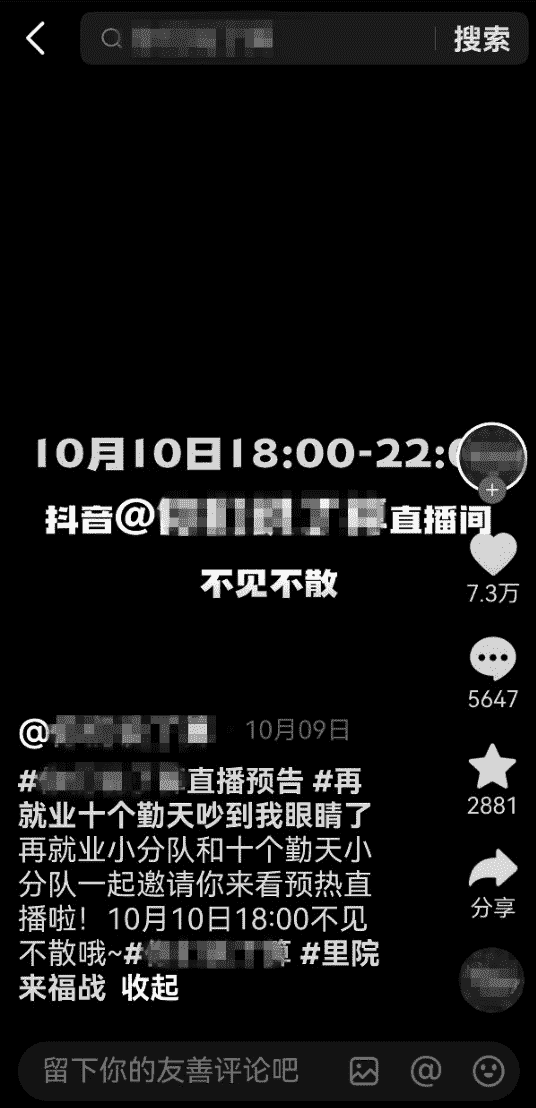 搜索
10月10日18:00-22:
抖音@ 直播间
不见不散
7.3万
5647
@ 10月09日
2881
# 直播预告 #再
就业十个勤天吵到我眼睛了
再就业小分队和十个勤天小
分队一起邀请你来看预热直
播啦！10月10日18:00不见
不散哦~# #里院
来福战 收起
分享
留下你的友善评论吧